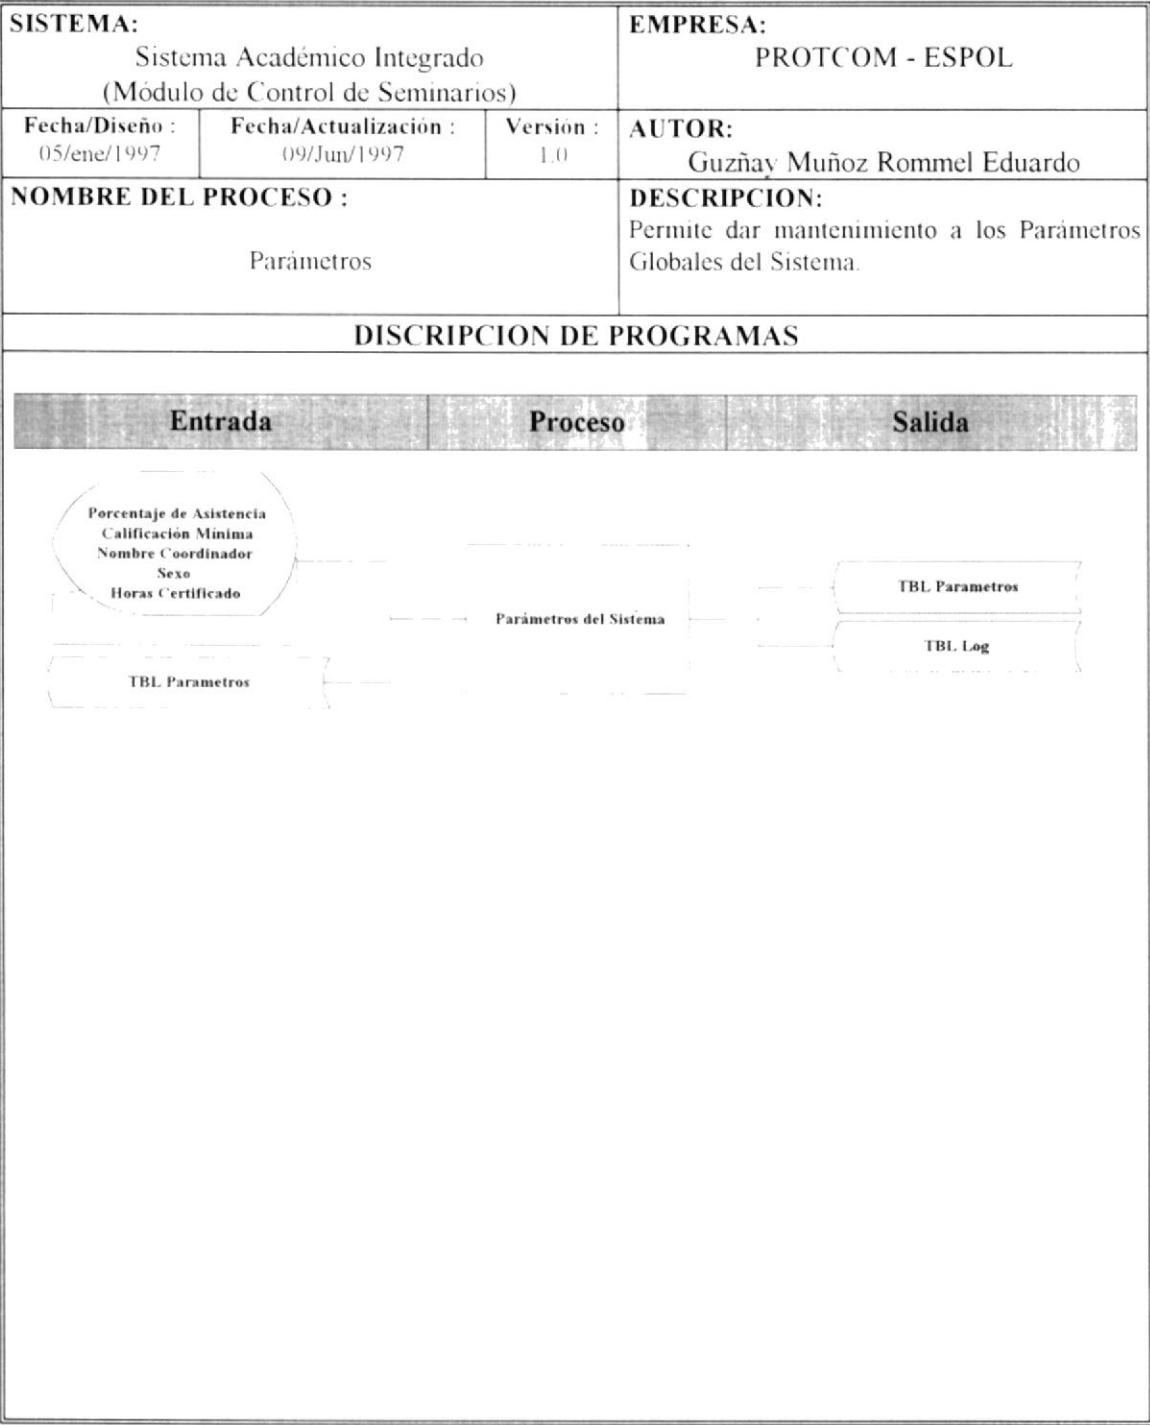 SISTEMA:
Sistema Académico Integrado
(Módulo de Control de Seminarios)
EMPRESA:
PROTCOM - ESPOL
Fecha/Diseño :
05/ene/1997
Fecha/Actualización :
09/Jun/1997
Versión :
1.0
AUTOR:
Guzñay Muñoz Rommel Eduardo
NOMBRE DEL PROCESO :
Parámetros
DESCRIPCION:
Permite dar mantenimiento a los Parámetros
Globales del Sistema.
DISCRIPCION DE PROGRAMAS
Entrada
Proceso
Salida
Porcentaje de Asistencia
Calificación Mínima
Nombre Coordinador
Sexo
Horas Certificado
TBL Parametros
Parámetros del Sistema
TBL Parametros
TBL Log